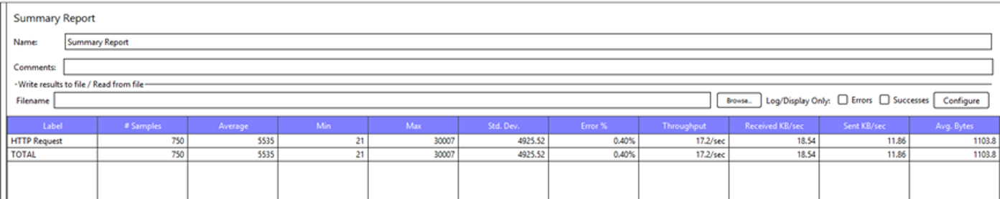 Summary Report
Name: Summary Report
Comments:
Write results to file / Read from file
Filename Browse... Log/Display Only: Errors Successes Configure
Label # Samples Average Min Max Std. Dev. Error % Throughput Received KB/sec Sent KB/sec Avg. Bytes
HTTP Request 750 5535 21 30007 4925.52 0.40% 17.2/sec 18.54 11.86 1103.8
TOTAL 750 5535 21 30007 4925.52 0.40% 17.2/sec 18.54 11.86 1103.8